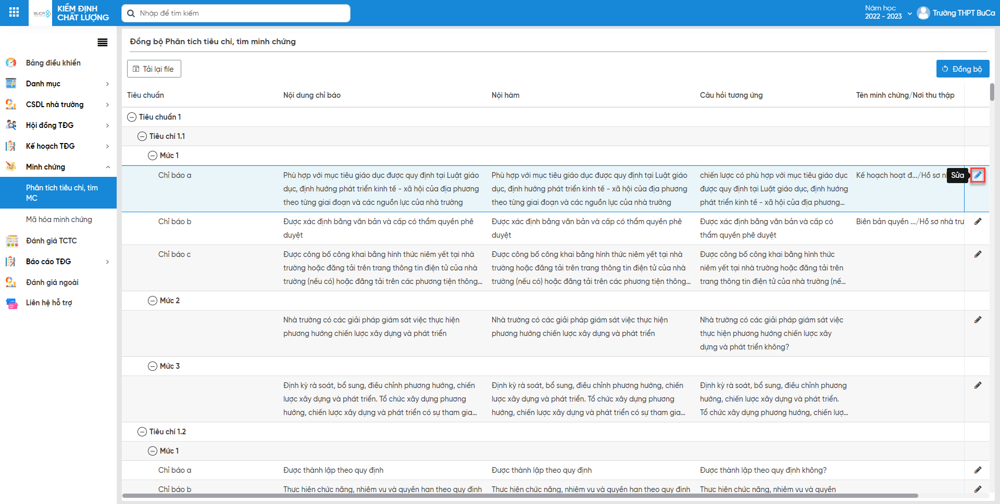 BUCA
KIỂM ĐỊNH
CHẤT LƯỢNG
Nhập để tìm kiếm
Năm học
2022 - 2023
Trường THPT BuCa
Bảng điều khiển
Danh mục
CSDL nhà trường
Hội đồng TĐG
Kế hoạch TĐG
Minh chứng
Phân tích tiêu chí, tìm
MC
Mã hóa minh chứng
Đánh giá TCTC
Báo cáo TĐG
Đánh giá ngoài
Liên hệ hỗ trợ
Đồng bộ Phân tích tiêu chí, tìm minh chứng
Tải lại file
Đồng bộ
Tiêu chuẩn
Nội dung chỉ báo
Nội hàm
Câu hỏi tương ứng
Tên minh chứng/Nơi thu thập
Tiêu chuẩn 1
Tiêu chí 1.1
Mức 1
Chỉ báo a
Phù hợp với mục tiêu giáo dục được quy định tại Luật giáo
dục, định hướng phát triển kinh tế - xã hội của địa phương
theo từng giai đoạn và các nguồn lực của nhà trường
Phù hợp với mục tiêu giáo dục được quy định tại Luật giáo
dục, định hướng phát triển kinh tế - xã hội của địa phương
theo từng giai đoạn và các nguồn lực của nhà trường
chiến lược có phù hợp với mục tiêu giáo dục
được quy định tại Luật giáo dục, định hướng
phát triển kinh tế - xã hội của địa phương...
Kế hoạch hoạt đ.../Hồ sơ
Sửa
Chỉ báo b
Được xác định bằng văn bản và cấp có thẩm quyền phê
duyệt
Được xác định bằng văn bản và cấp có thẩm quyền phê
duyệt
Được xác định bằng văn bản và cấp có
thẩm quyền phê duyệt
Biên bản quyền .../Hồ sơ nhà trư
Chỉ báo c
Được công bố công khai bằng hình thức niêm yết tại nhà
trường hoặc đăng tải trên trang thông tin điện tử của nhà
trường (nếu có) hoặc đăng tải trên các phương tiện thông...
Được công bố công khai bằng hình thức niêm yết tại nhà
trường hoặc đăng tải trên trang thông tin điện tử của nhà
trường (nếu có) hoặc đăng tải trên các phương tiện thông...
Được công bố công khai bằng hình thức
niêm yết tại nhà trường hoặc đăng tải trên
trang thông tin điện tử của nhà trường (nế...
Mức 2
Nhà trường có các giải pháp giám sát việc thực hiện
phương hướng chiến lược xây dựng và phát triển
Nhà trường có các giải pháp giám sát việc thực hiện
phương hướng chiến lược xây dựng và phát triển
Nhà trường có các giải pháp giám sát việc
thực hiện phương hướng chiến lược xây
dựng và phát triển không?
Mức 3
Định kỳ rà soát, bổ sung, điều chỉnh phương hướng, chiến
lược xây dựng và phát triển. Tổ chức xây dựng phương
hướng, chiến lược xây dựng và phát triển có sự tham gia...
Định kỳ rà soát, bổ sung, điều chỉnh phương hướng, chiến
lược xây dựng và phát triển. Tổ chức xây dựng phương
hướng, chiến lược xây dựng và phát triển có sự tham gia...
Định kỳ rà soát, bổ sung, điều chỉnh phương
hướng, chiến lược xây dựng và phát triển.
Tổ chức xây dựng phương hướng, chiến lượ...
Tiêu chí 1.2
Mức 1
Chỉ báo a
Được thành lập theo quy định
Được thành lập theo quy định
Được thành lập theo quy định không?
Chỉ báo b
Thực hiện chức năng, nhiệm vụ và quyền hạn theo quy định
Thực hiện chức năng, nhiệm vụ và quyền hạn theo quy định
Thực hiện chức năng, nhiệm vụ và quyền